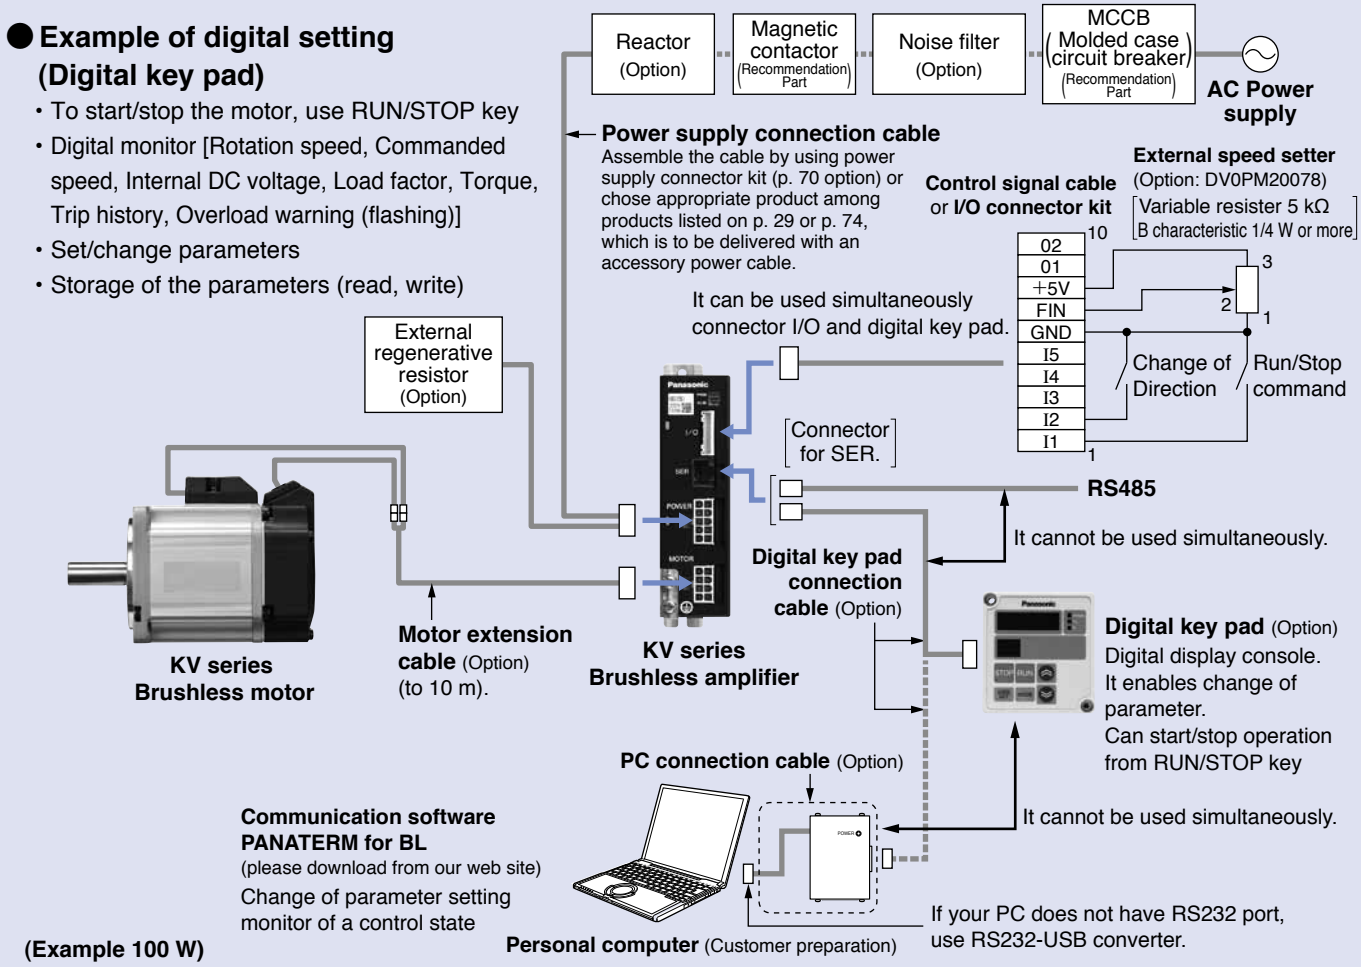 ● Example of digital setting
(Digital key pad)
・To start/stop the motor, use RUN/STOP key
・Digital monitor [Rotation speed, Commanded
speed, Internal DC voltage, Load factor, Torque,
Trip history, Overload warning (flashing)]
・Set/change parameters
・Storage of the parameters (read, write)
Reactor
(Option)
Magnetic
contactor
(Recommendation
Part)
Noise filter
(Option)
MCCB
(Molded case
circuit breaker)
(Recommendation
Part)
AC Power
supply
Power supply connection cable
Assemble the cable by using power
supply connector kit (p. 70 option) or
chose appropriate product among
products listed on p. 29 or p. 74,
which is to be delivered with an
accessory power cable.
External speed setter
(Option: DV0PM20078)
[Variable resister 5 kΩ
B characteristic 1/4 W or more]
Control signal cable
or I/O connector kit
10
02
01
+5V
FIN
GND
I5
I4
I3
I2
I1
1
3
2
1
Change of
Direction
Run/Stop
command
It can be used simultaneously
connector I/O and digital key pad.
External
regenerative
resistor
(Option)
Panasonic
I/O
SER
POWER
MOTOR
[Connector
for SER.]
RS485
It cannot be used simultaneously.
Digital key pad
connection
cable (Option)
KV series
Brushless motor
Motor extension
cable (Option)
(to 10 m).
KV series
Brushless amplifier
Panasonic
STOP RUN
Digital key pad (Option)
Digital display console.
It enables change of
parameter.
Can start/stop operation
from RUN/STOP key
PC connection cable (Option)
POWER
It cannot be used simultaneously.
Communication software
PANATERM for BL
(please download from our web site)
Change of parameter setting
monitor of a control state
Personal computer (Customer preparation)
If your PC does not have RS232 port,
use RS232-USB converter.
(Example 100 W)